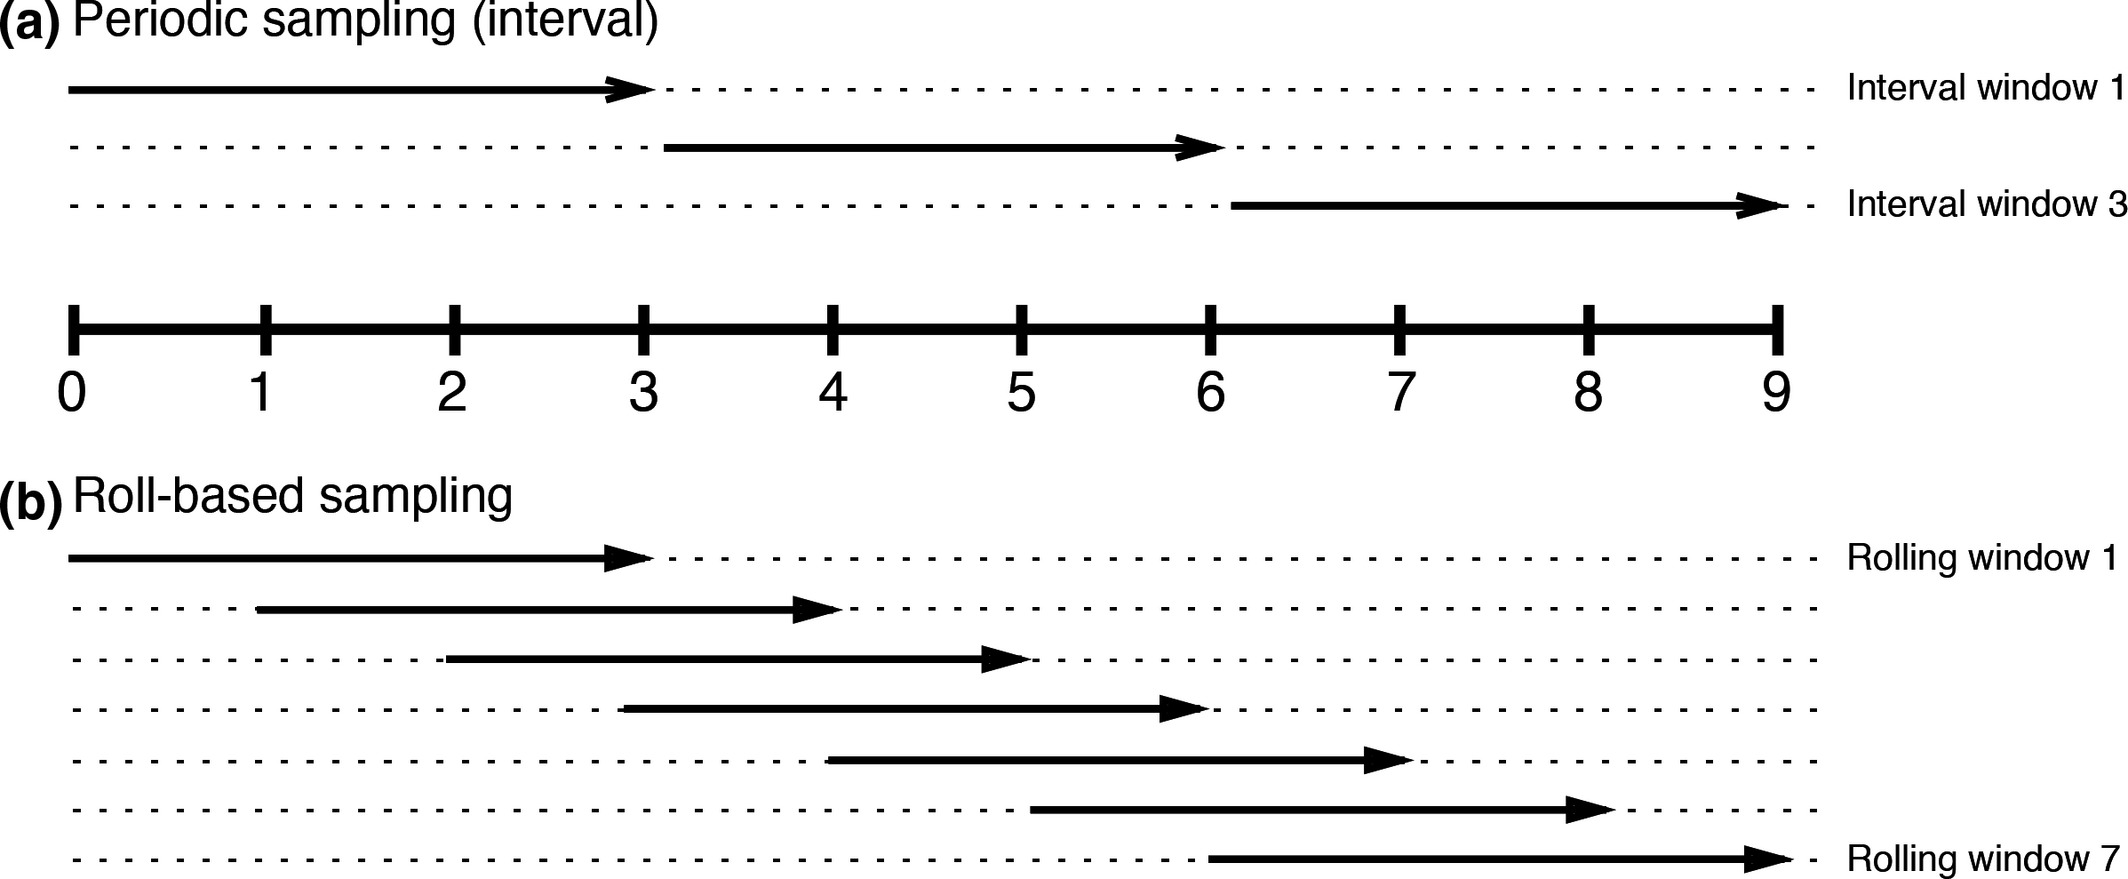 (a) Periodic sampling (interval)
Interval window 1
Interval window 3
0 1 2 3 4 5 6 7 8 9
(b) Roll-based sampling
Rolling window 1
Rolling window 7